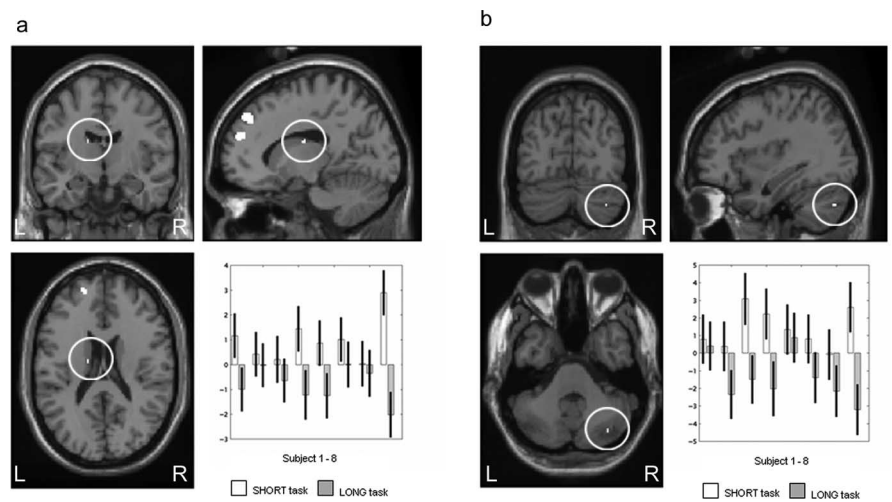 a
b
L R
L R
L R
L R
4
3
2
1
0
-1
-2
-3
Subject 1 - 8
SHORT task LONG task
5
4
3
2
1
0
-1
-2
-3
-4
-5
Subject 1 - 8
SHORT task LONG task